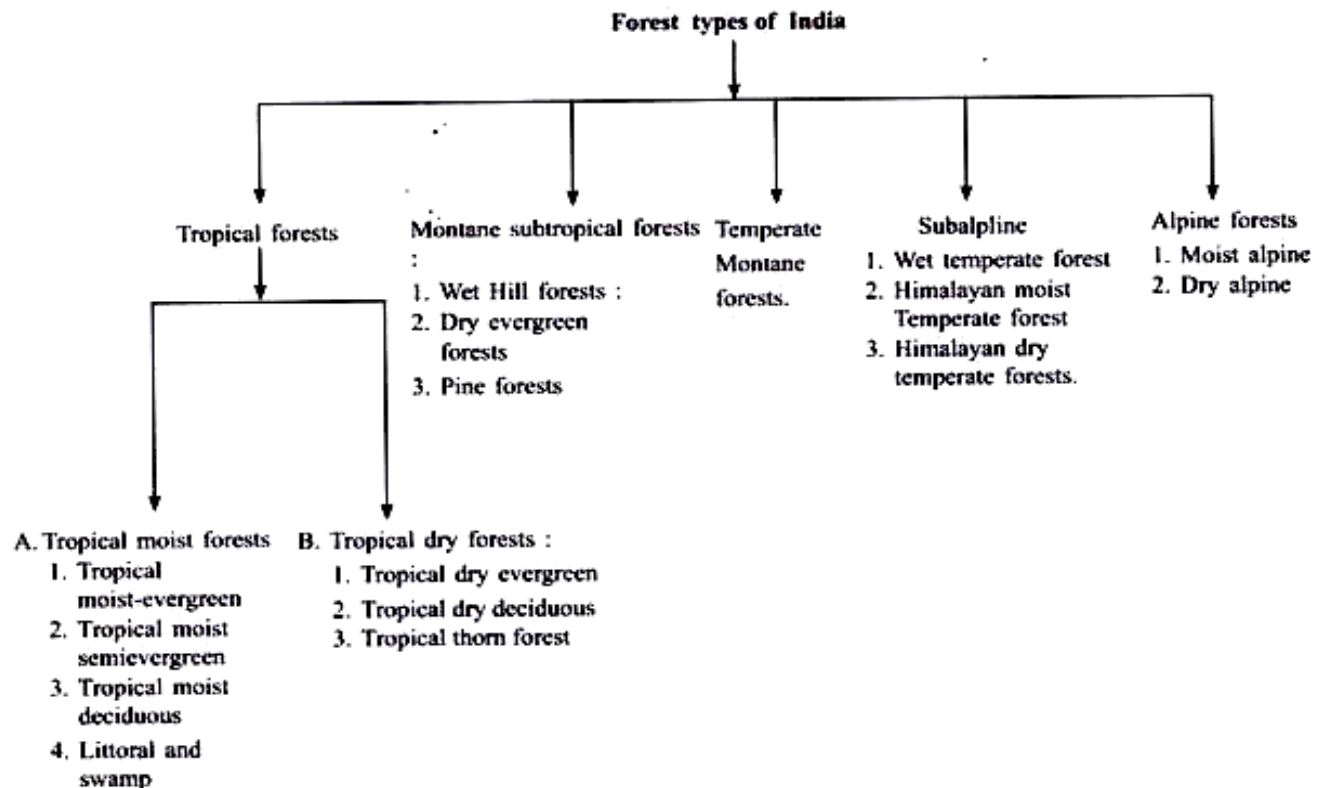 Forest types of India
Tropical forests
Montane subtropical forests
:
1. Wet Hill forests :
2. Dry evergreen
forests
3. Pine forests
Temperate
Montane
forests.
Subalpline
1. Wet temperate forest
2. Himalayan moist
Temperate forest
3. Himalayan dry
temperate forests.
Alpine forests
1. Moist alpine
2. Dry alpine
A. Tropical moist forests
1. Tropical
moist-evergreen
2. Tropical moist
semievergreen
3. Tropical moist
deciduous
4. Littoral and
swamp
B. Tropical dry forests :
1. Tropical dry evergreen
2. Tropical dry deciduous
3. Tropical thorn forest